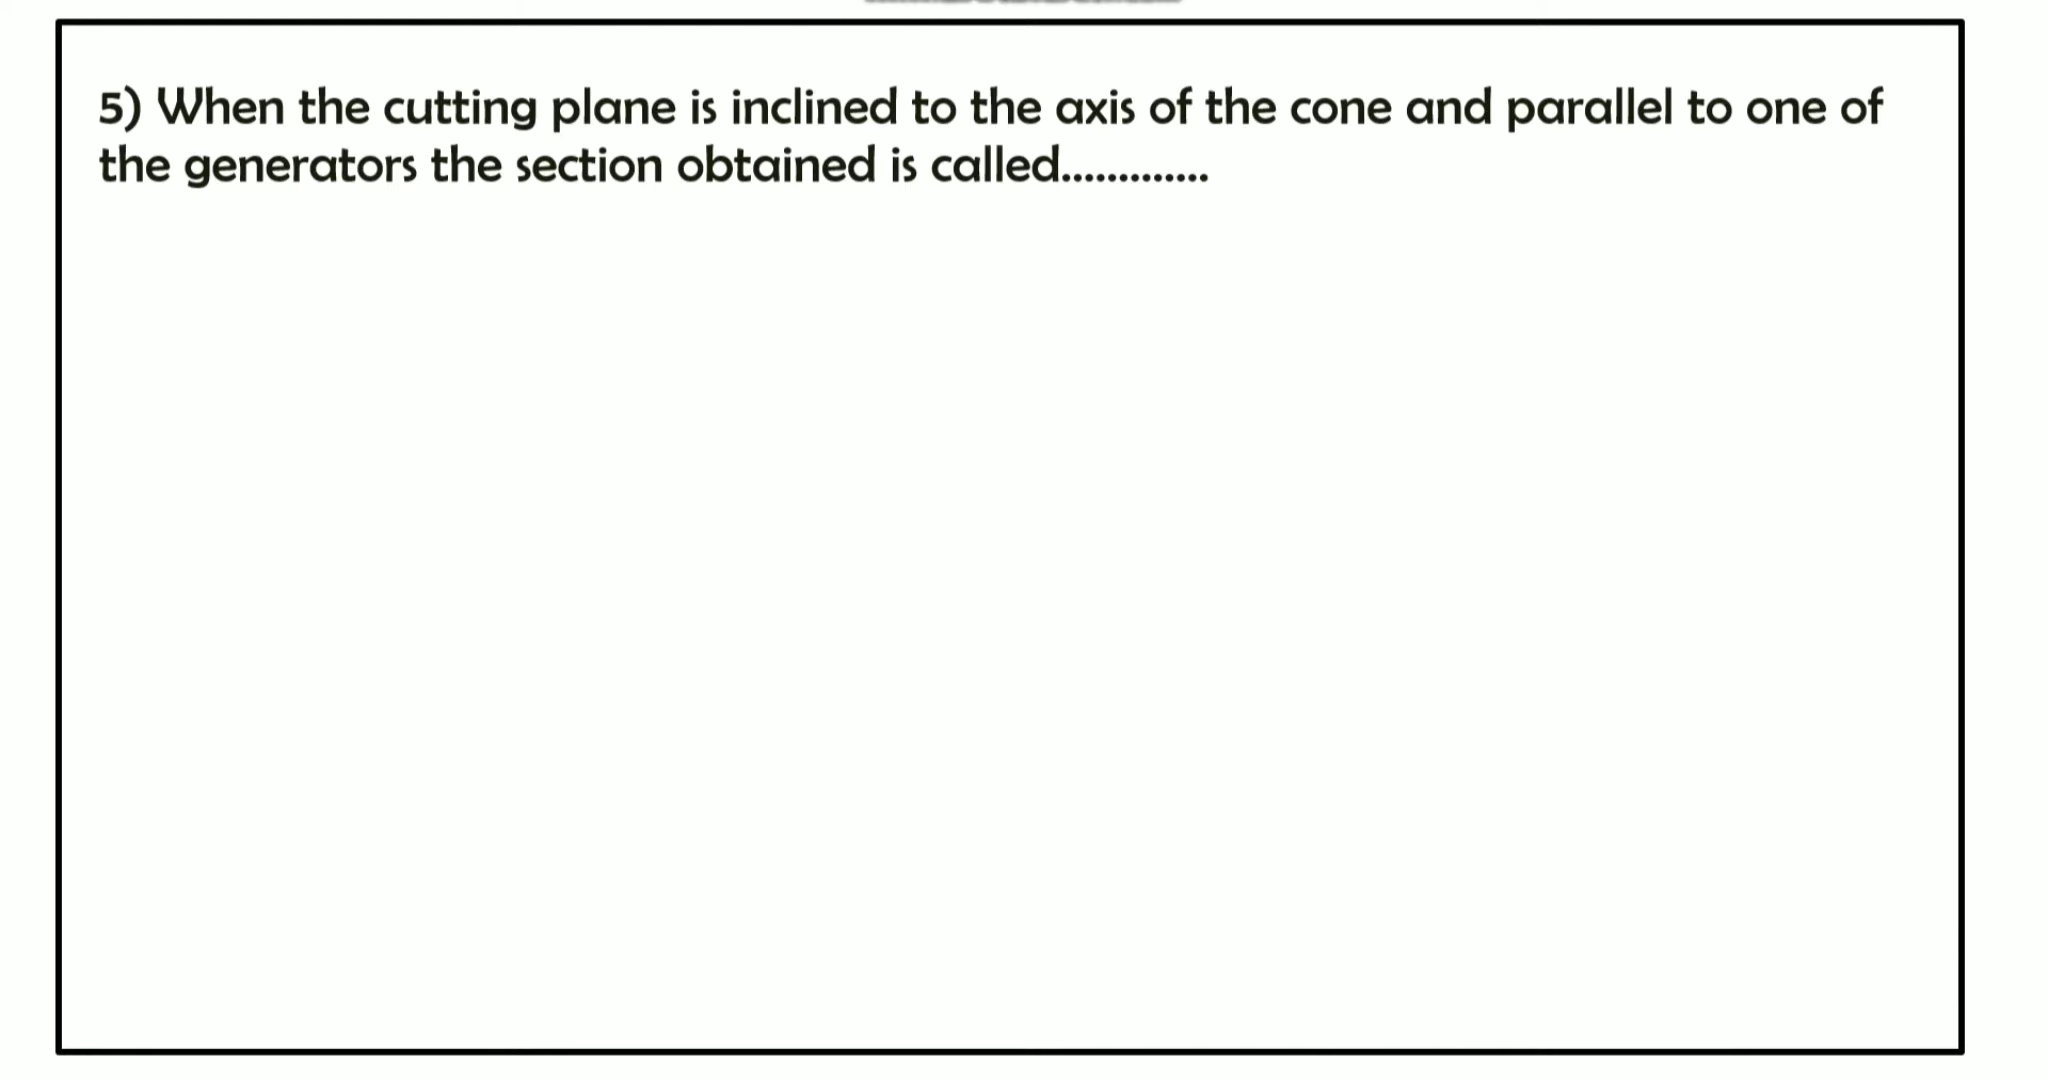 5) When the cutting plane is inclined to the axis of the cone and parallel to one of
the generators the section obtained is called.............